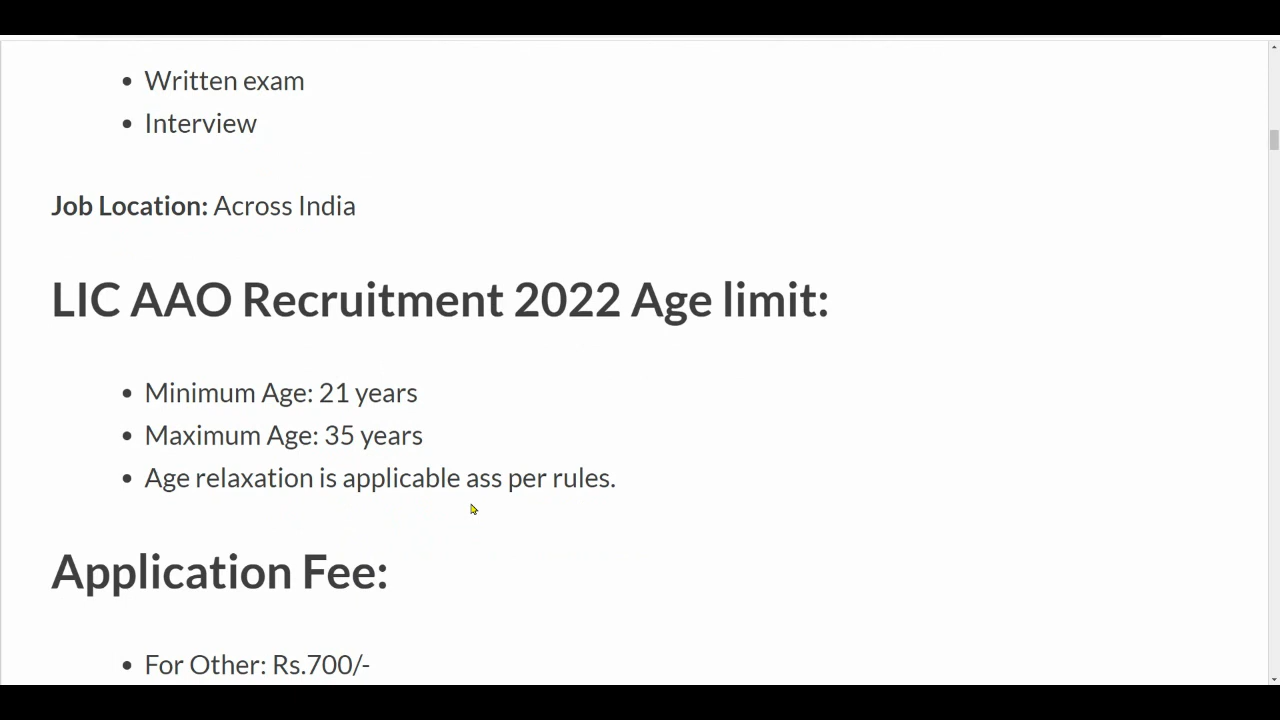 Written exam
Interview
Job Location: Across India
LIC AAO Recruitment 2022 Age limit:
Minimum Age: 21 years
Maximum Age: 35 years
Age relaxation is applicable ass per rules.
Application Fee:
For Other: Rs.700/-